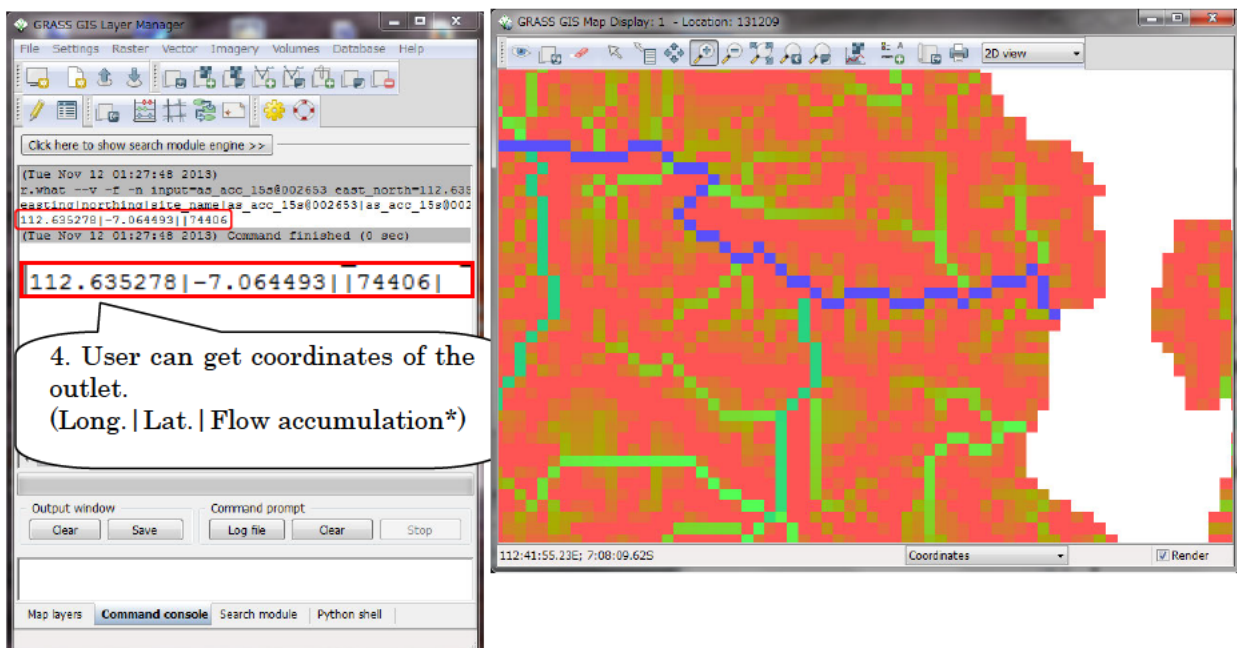 GRASS GIS Layer Manager
File Settings Raster Vector Imagery Volumes Database Help
Click here to show search module engine >>
(Tue Nov 12 01:27:48 2013)
r.what --v -f -n input=as_acc_15s@002653 east_north=112.635
easting|northing|site_name|as_acc_15s@002653|as_acc_15s@002
112.635278|-7.064493||74406
(Tue Nov 12 01:27:48 2013) Command finished (0 sec)
112.635278|-7.064493||74406|
4. User can get coordinates of the
outlet.
(Long.|Lat.|Flow accumulation*)
Output window
Command prompt
Clear
Save
Log file
Clear
Stop
Map layers
Command console
Search module
Python shell
GRASS GIS Map Display: 1 - Location: 131209
2D view
112:41:55.23E; 7:08:09.62S
Coordinates
Render